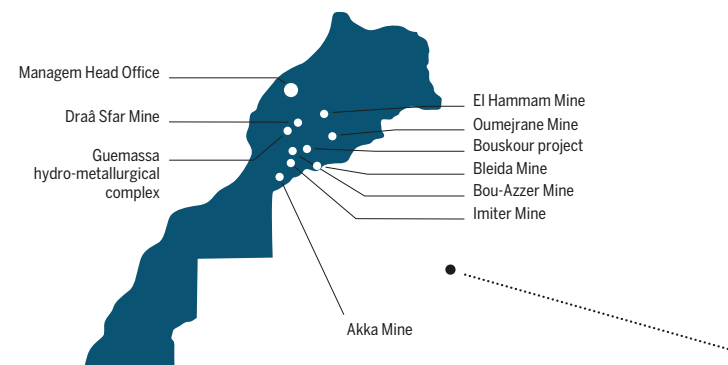 Managem Head Office
Draâ Sfar Mine
Guemassa
hydro-metallurgical
complex
El Hammam Mine
Oumejrane Mine
Bouskour project
Bleida Mine
Bou-Azzer Mine
Imiter Mine
Akka Mine